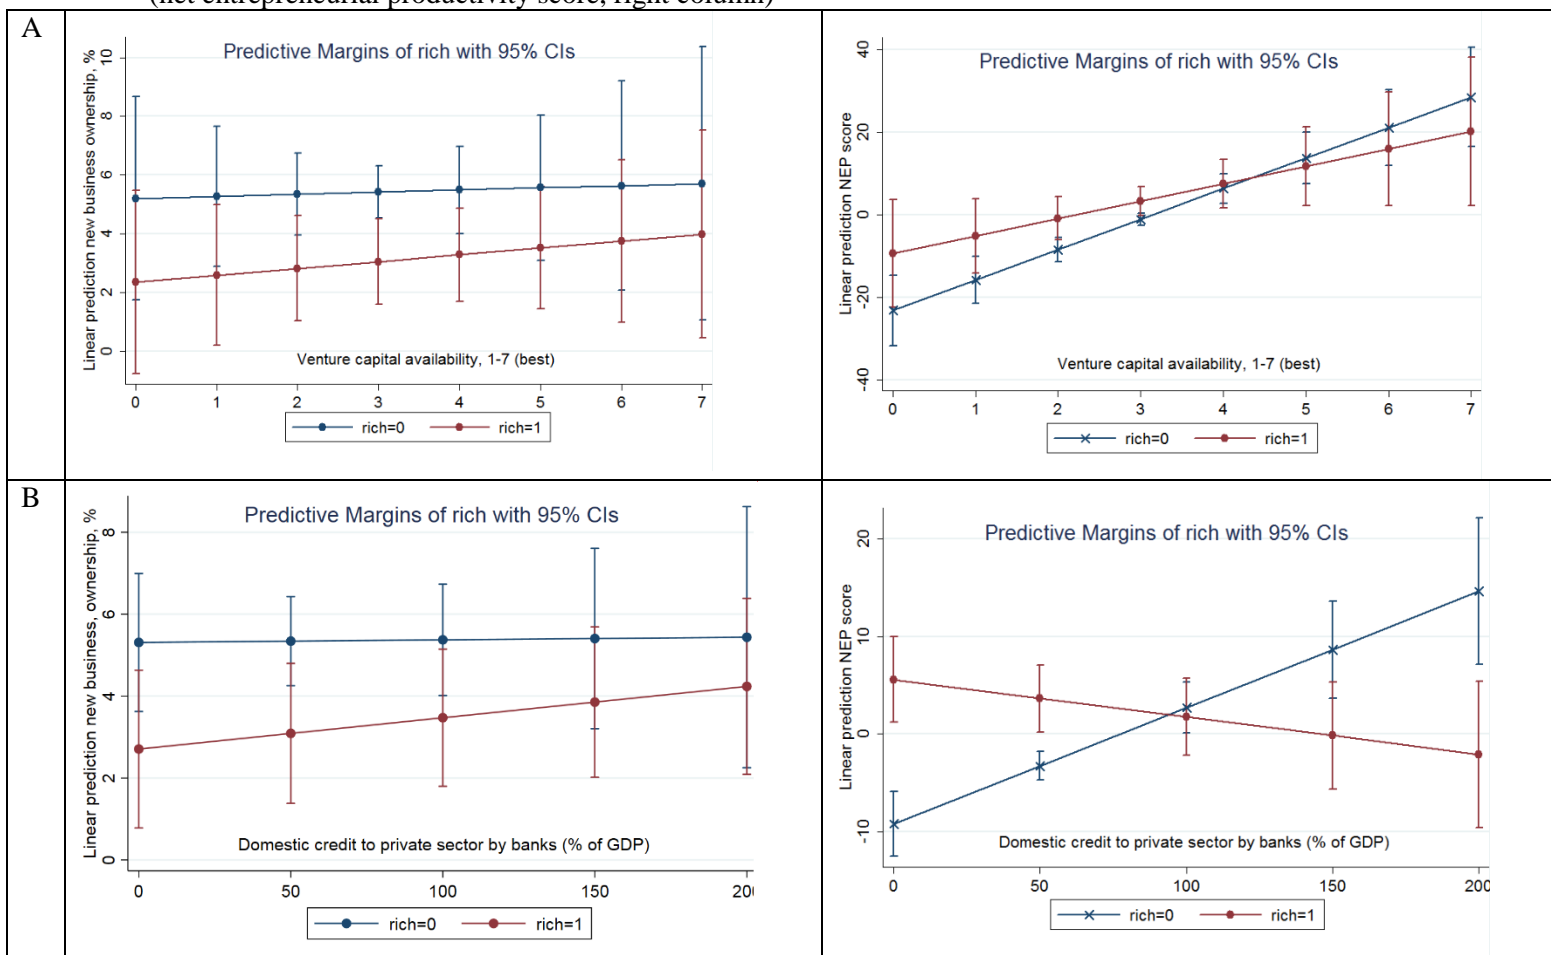 (net entrepreneurial productivity score, right column)
A
Predictive Margins of rich with 95% CIs
Linear prediction new business ownership, %
10
8
6
4
2
0
Venture capital availability, 1-7 (best)
0 1 2 3 4 5 6 7
rich=0 rich=1
Predictive Margins of rich with 95% CIs
Linear prediction NEP score
40
20
0
-20
-40
Venture capital availability, 1-7 (best)
0 1 2 3 4 5 6 7
rich=0 rich=1
B
Predictive Margins of rich with 95% CIs
Linear prediction new business, ownership, %
8
6
4
2
0
Domestic credit to private sector by banks (% of GDP)
0 50 100 150 200
rich=0 rich=1
Predictive Margins of rich with 95% CIs
Linear prediction NEP score
20
10
0
-10
Domestic credit to private sector by banks (% of GDP)
0 50 100 150 200
rich=0 rich=1